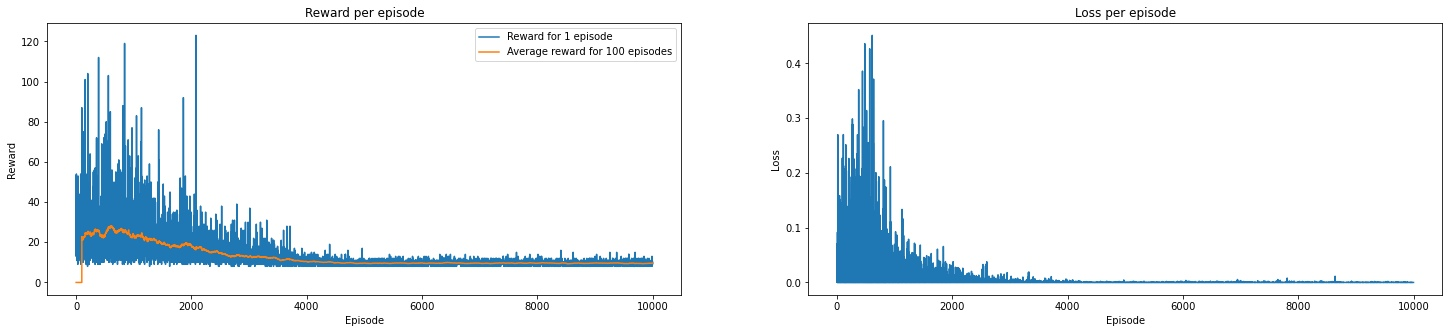 Reward per episode
Reward for 1 episode
Average reward for 100 episodes
120
100
80
60
40
20
0
Reward
0 2000 4000 6000 8000 10000
Episode
Loss per episode
0.4
0.3
0.2
0.1
0.0
Loss
0 2000 4000 6000 8000 10000
Episode